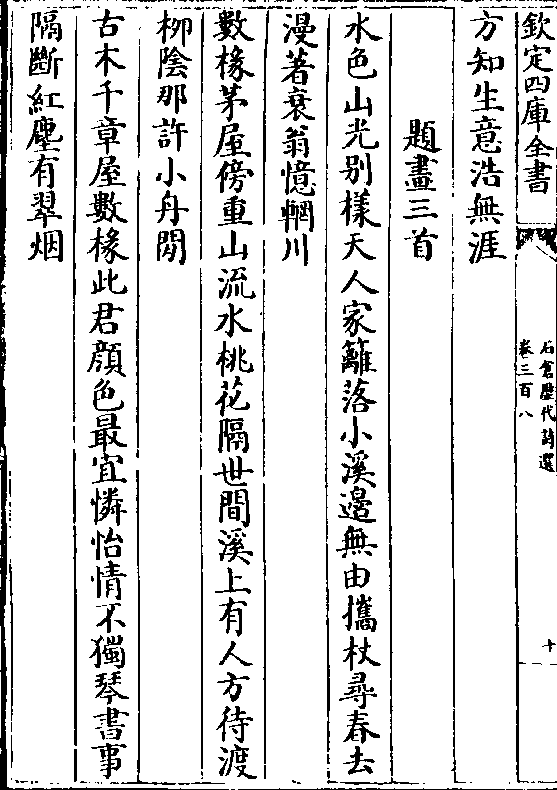 欽定四庫全書
石倉歷代詩選
卷三百八
十
方知生意浩無涯
題畫三首
水色山光别様天人家籬落小溪邉無由攜杖尋春去
漫著衰翁憶輞川
數椽茅屋傍重山流水桃花隔世間溪上有人方待渡
栁陰那許小舟閒
古木千章屋數椽此君顔色最宜憐怡情不獨琴書事
隔斷紅塵有翠烟